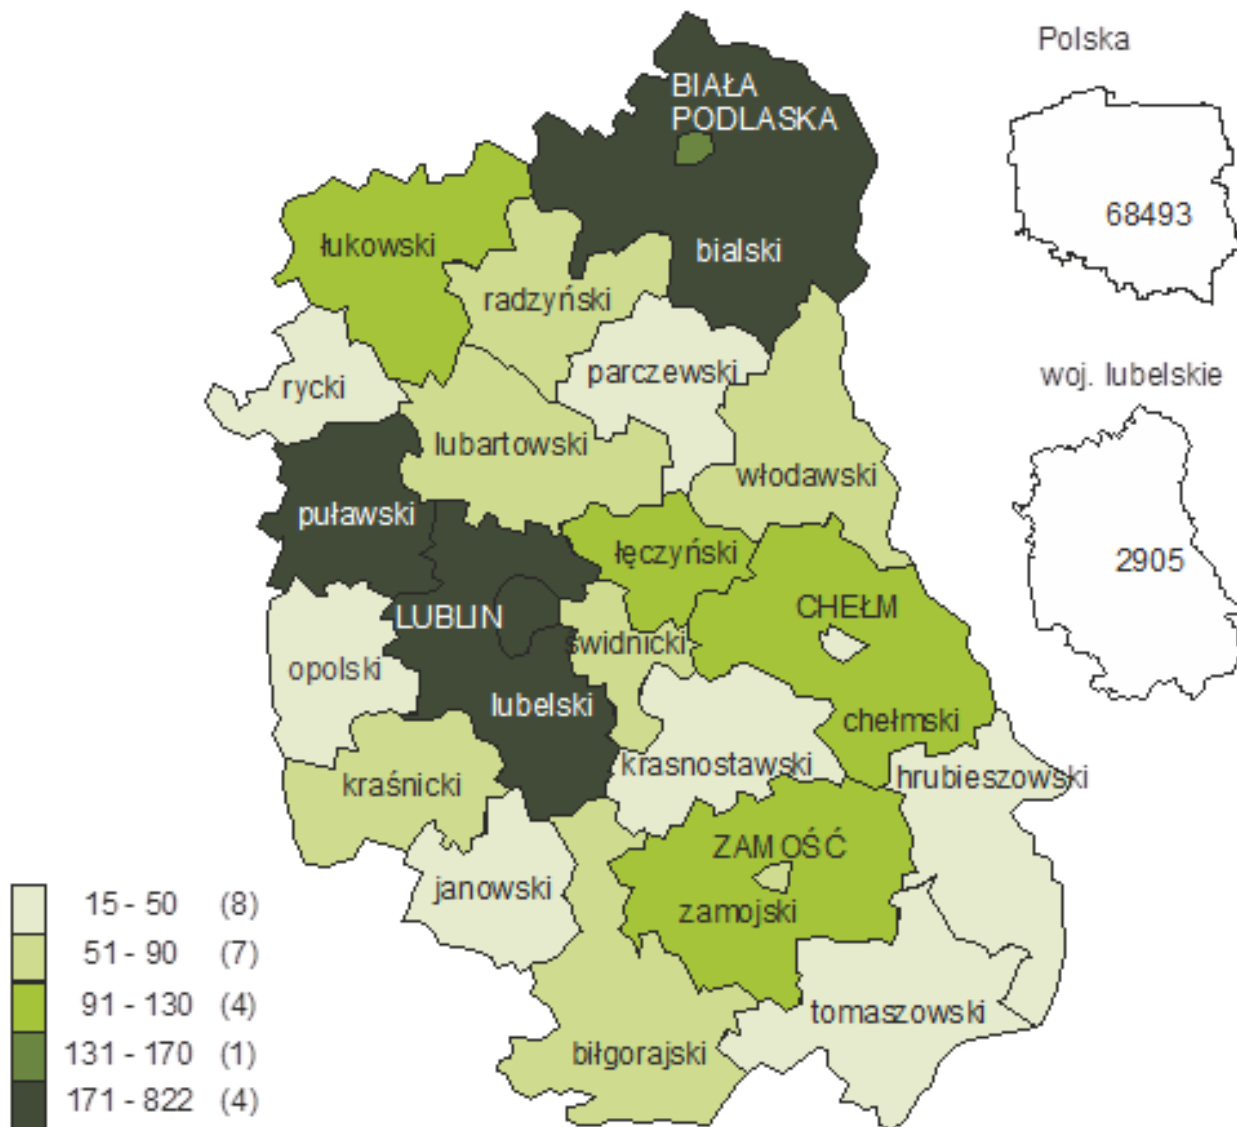 Polska
68493
woj. lubelskie
2905
BIAŁA
PODLASKA
bialski
łukowski
radzyński
parczewski
rycki
lubartowski
włodawski
puławski
łęczyński
LUBLIN
CHEŁM
świdnicki
opolski
lubelski
chełmski
krasnostawski
hrubieszowski
kraśnicki
ZAMOŚĆ
janowski
zamojski
tomaszowski
biłgorajski
15 - 50 (8)
51 - 90 (7)
91 - 130 (4)
131 - 170 (1)
171 - 822 (4)